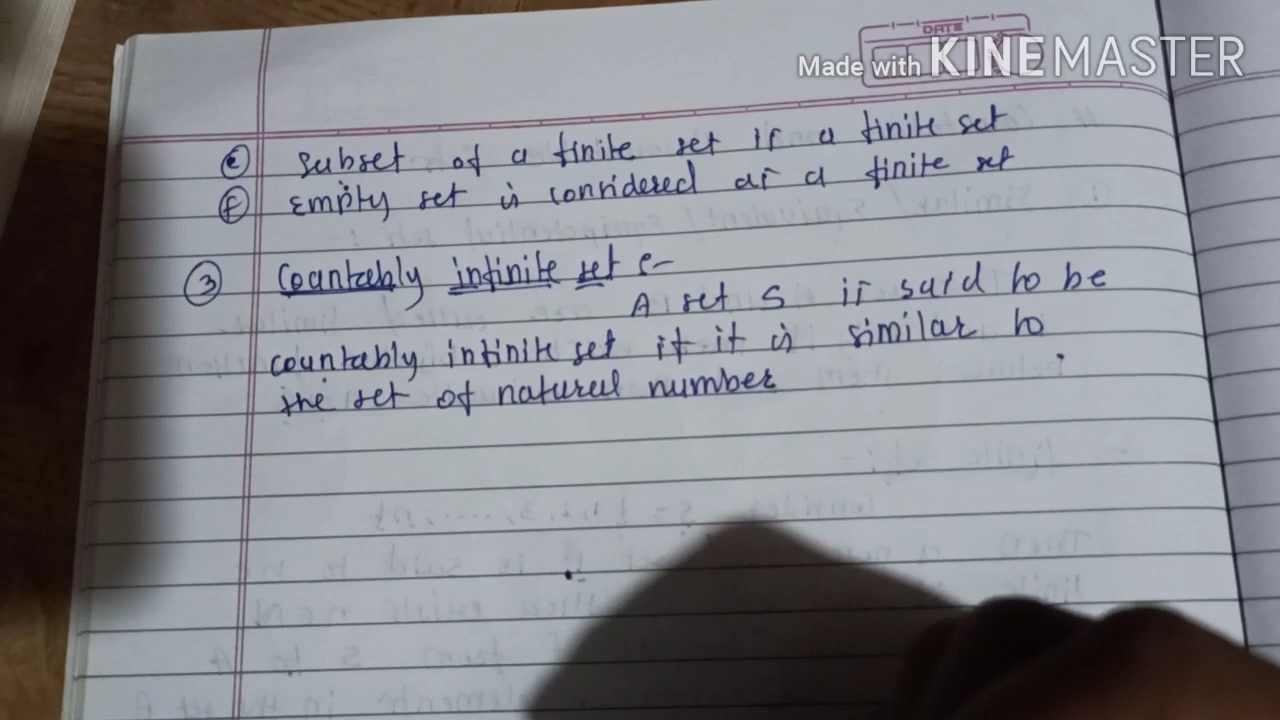 DATE
Made with KINEMASTER
(e) subset of a finite set is a finite set
(f) Empty set is considered as a finite set
(3) Countably infinite set :-
A set S is said to be
countably infinite set if it is similar to
the set of natural number